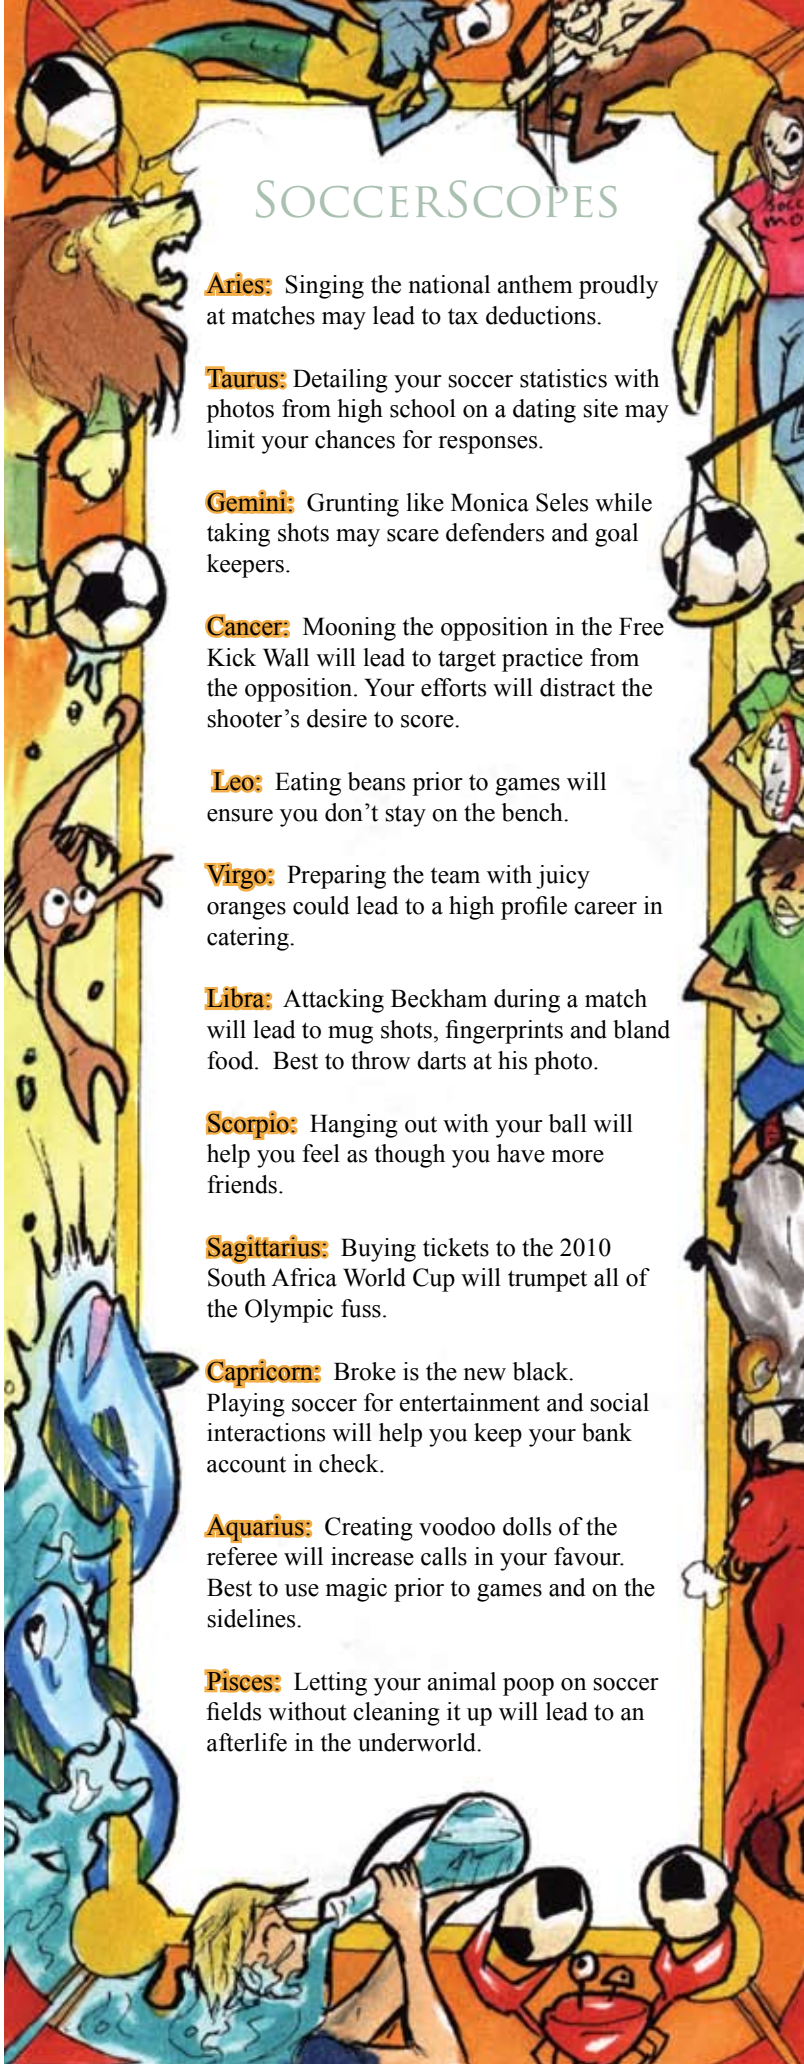 SoccerScopes
Aries: Singing the national anthem proudly
at matches may lead to tax deductions.
Taurus: Detailing your soccer statistics with
photos from high school on a dating site may
limit your chances for responses.
Gemini: Grunting like Monica Seles while
taking shots may scare defenders and goal
keepers.
Cancer: Mooning the opposition in the Free
Kick Wall will lead to target practice from
the opposition. Your efforts will distract the
shooter’s desire to score.
Leo: Eating beans prior to games will
ensure you don’t stay on the bench.
Virgo: Preparing the team with juicy
oranges could lead to a high profile career in
catering.
Libra: Attacking Beckham during a match
will lead to mug shots, fingerprints and bland
food. Best to throw darts at his photo.
Scorpio: Hanging out with your ball will
help you feel as though you have more
friends.
Sagittarius: Buying tickets to the 2010
South Africa World Cup will trumpet all of
the Olympic fuss.
Capricorn: Broke is the new black.
Playing soccer for entertainment and social
interactions will help you keep your bank
account in check.
Aquarius: Creating voodoo dolls of the
referee will increase calls in your favour.
Best to use magic prior to games and on the
sidelines.
Pisces: Letting your animal poop on soccer
fields without cleaning it up will lead to an
afterlife in the underworld.